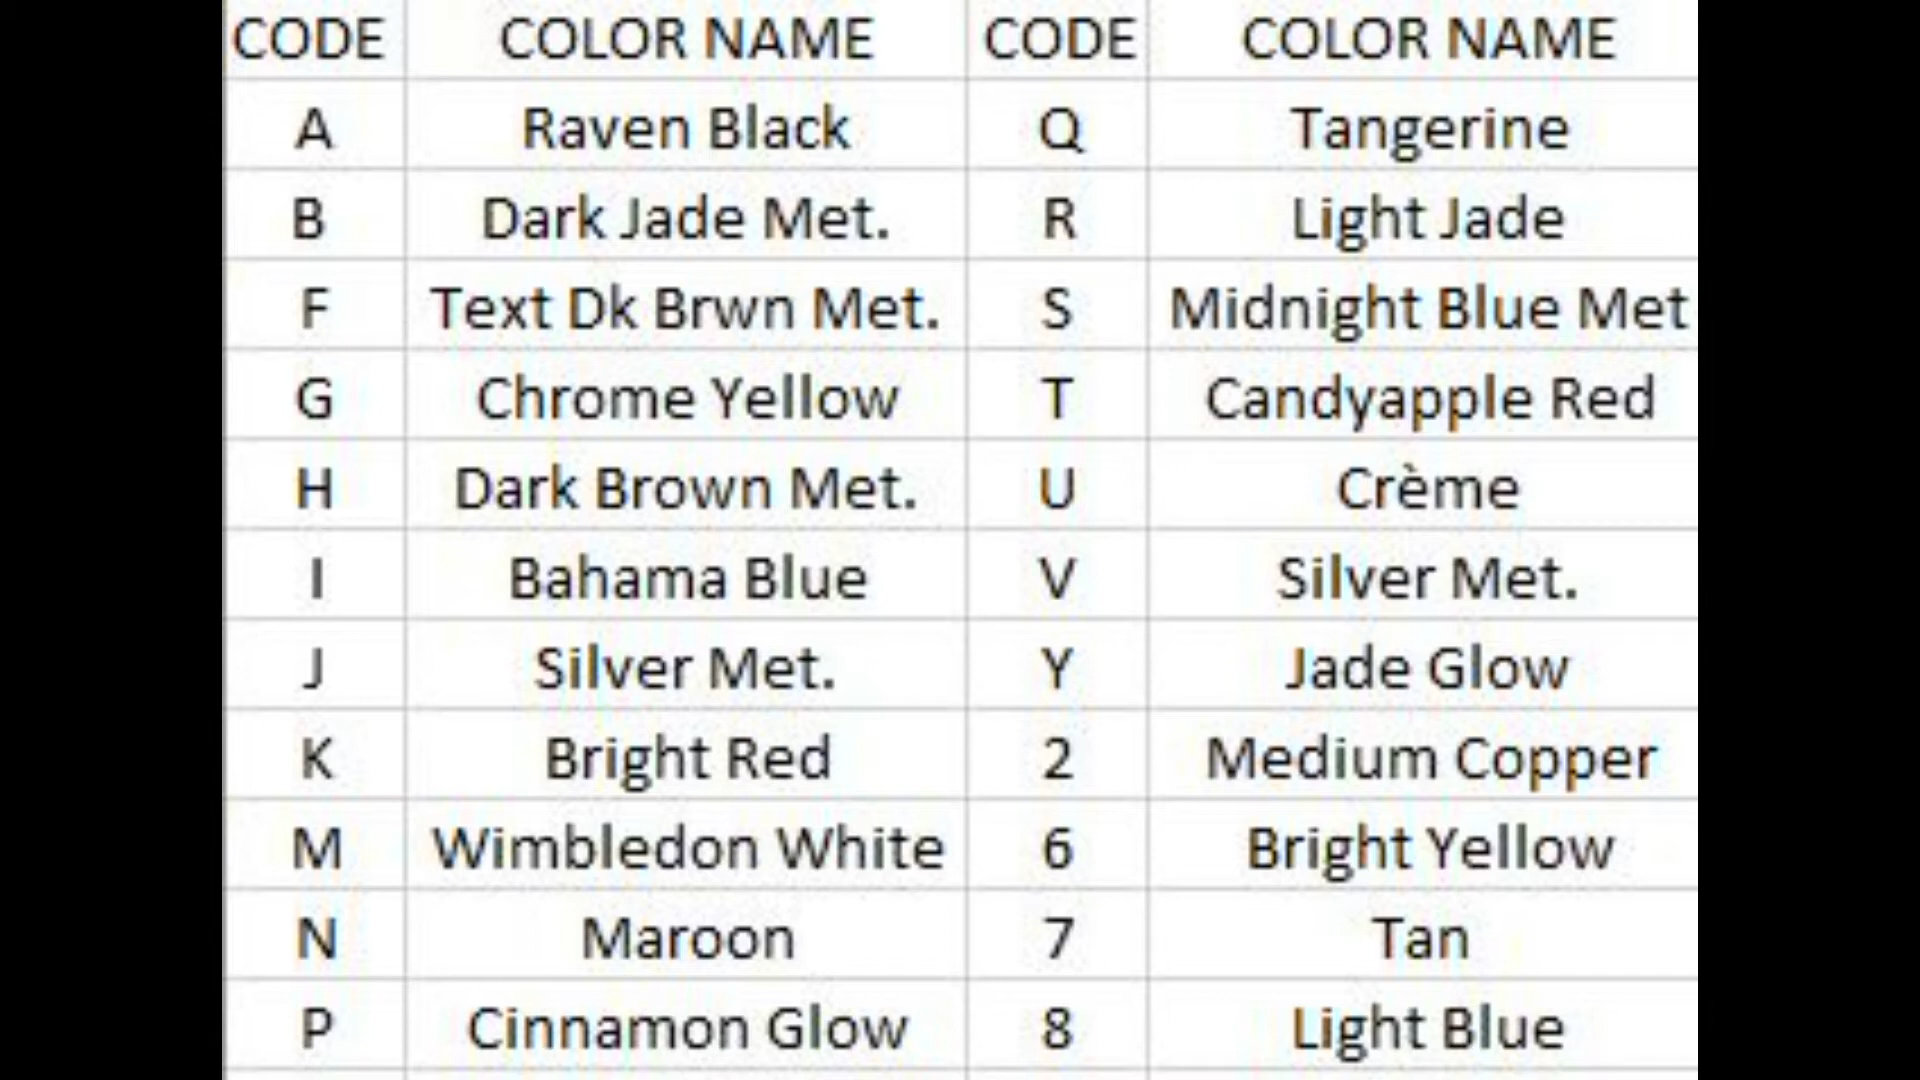 CODE COLOR NAME CODE COLOR NAME
A Raven Black Q Tangerine
B Dark Jade Met. R Light Jade
F Text Dk Brwn Met. S Midnight Blue Met
G Chrome Yellow T Candyapple Red
H Dark Brown Met. U Crème
I Bahama Blue V Silver Met.
J Silver Met. Y Jade Glow
K Bright Red 2 Medium Copper
M Wimbledon White 6 Bright Yellow
N Maroon 7 Tan
P Cinnamon Glow 8 Light Blue